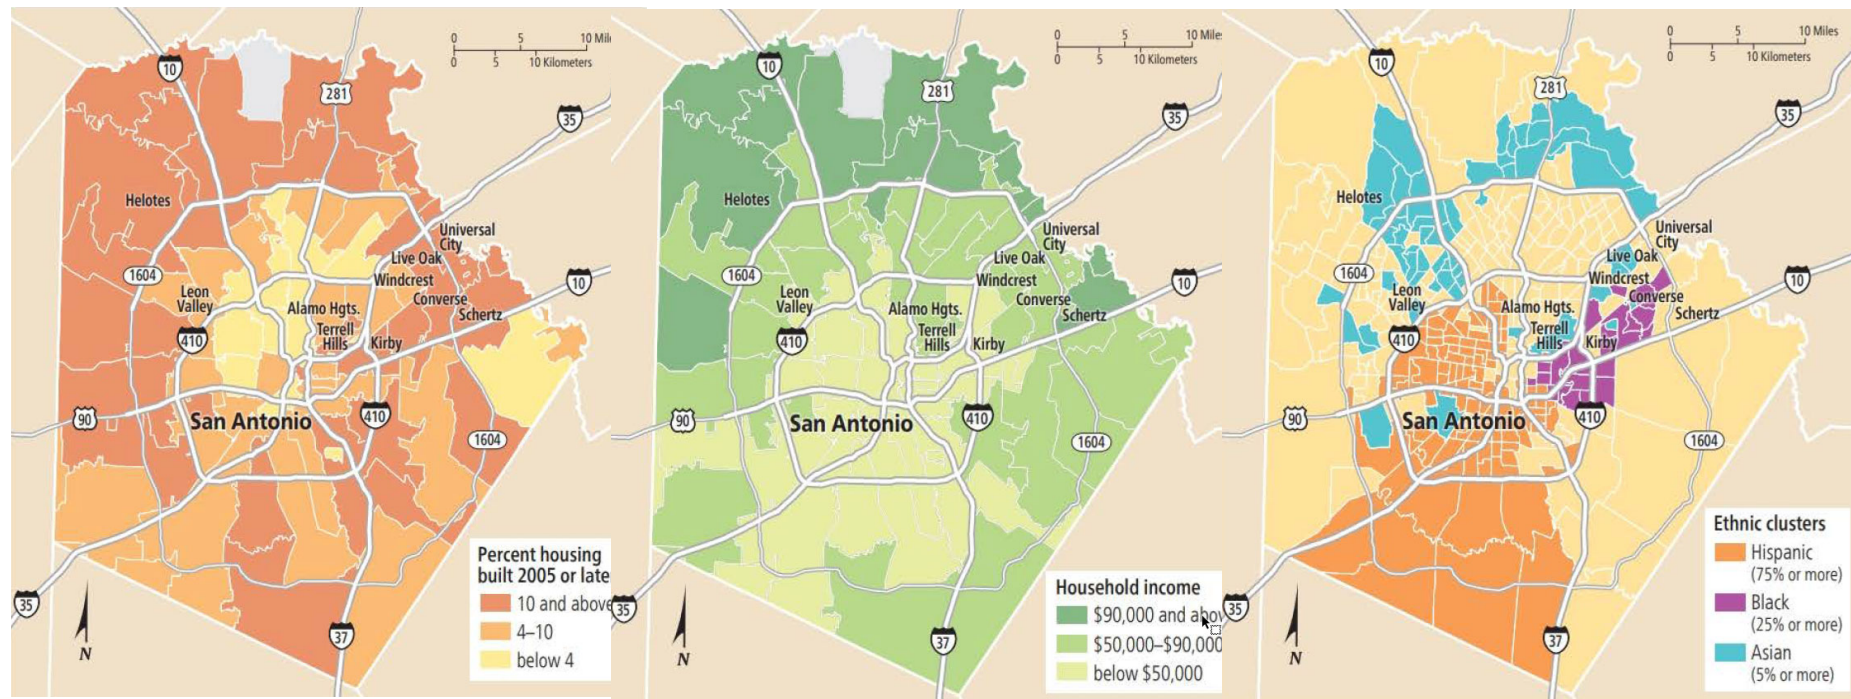 5
10 Mile
0
5
10 Kilometers
10
281
35
Helotes
Universal
City
Live Oak
1604
Windcrest
10
Leon
Valley
Converse
Alamo Hgts.
Schertz
Terrell
Hills
410
Kirby
90
San Antonio
410
1604
35
37
N
Percent housing
built 2005 or late
10 and above
4–10
below 4
0
5
10 Miles
0
5
10 Kilometers
10
281
35
Helotes
Universal
City
Live Oak
1604
Windcrest
10
Leon
Valley
Converse
Alamo Hgts.
Schertz
Terrell
Hills
410
Kirby
90
San Antonio
410
1604
35
37
N
Household income
$90,000 and abov
$50,000–$90,000
below $50,000
0
5
10 Miles
0
5
10 Kilometers
10
281
35
Helotes
Universal
City
Live Oak
1604
Windcrest
10
Leon
Valley
Converse
Alamo Hgts.
Schertz
Terrell
Hills
410
Kirby
90
San Antonio
410
1604
35
37
N
Ethnic clusters
Hispanic
(75% or more)
Black
(25% or more)
Asian
(5% or more)